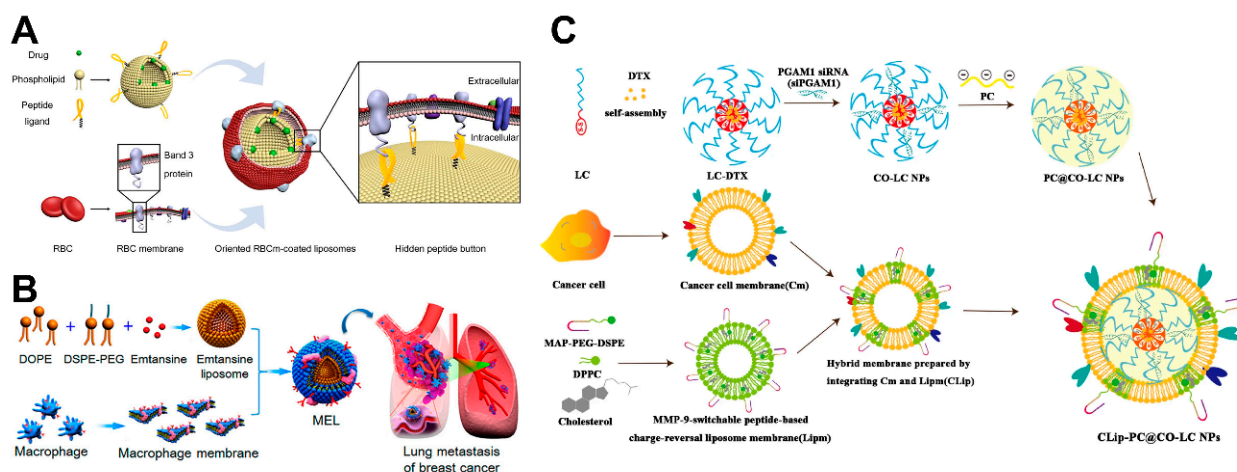 A
Drug
Phospholipid
Peptide
ligand
Band 3
protein
RBC
RBC membrane
Oriented RBCm-coated liposomes
Extracellular
Intracellular
Hidden peptide button
B
DOPE
+
DSPE-PEG
+
Emtansine
Emtansine
liposome
Macrophage
Macrophage membrane
MEL
Lung metastasis
of breast cancer
C
LC
DTX
self-assembly
LC-DTX
PGAM1 siRNA
(siPGAM1)
CO-LC NPs
PC
PC@CO-LC NPs
Cancer cell
Cancer cell membrane(Cm)
MAP-PEG-DSPE
DPPC
Cholesterol
MMP-9-switchable peptide-based
charge-reversal liposome membrane(Lipm)
Hybrid membrane prepared by
integrating Cm and Lipm(CLip)
CLip-PC@CO-LC NPs